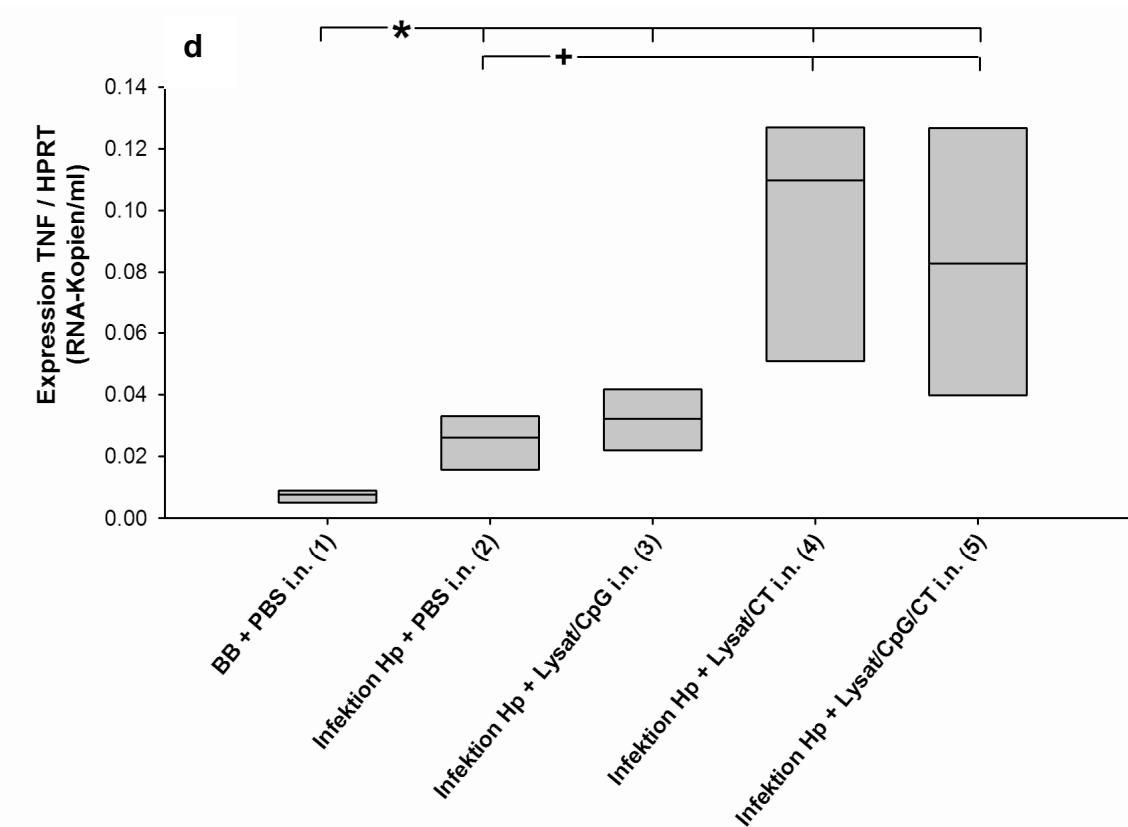 d
*
+
Expression TNF / HPRT
(RNA-Kopien/ml)
0.14
0.12
0.10
0.08
0.06
0.04
0.02
0.00
BB + PBS i.n. (1)
Infektion Hp + PBS i.n. (2)
Infektion Hp + Lysat/CpG i.n. (3)
Infektion Hp + Lysat/CT i.n. (4)
Infektion Hp + Lysat/CpG/CT i.n. (5)